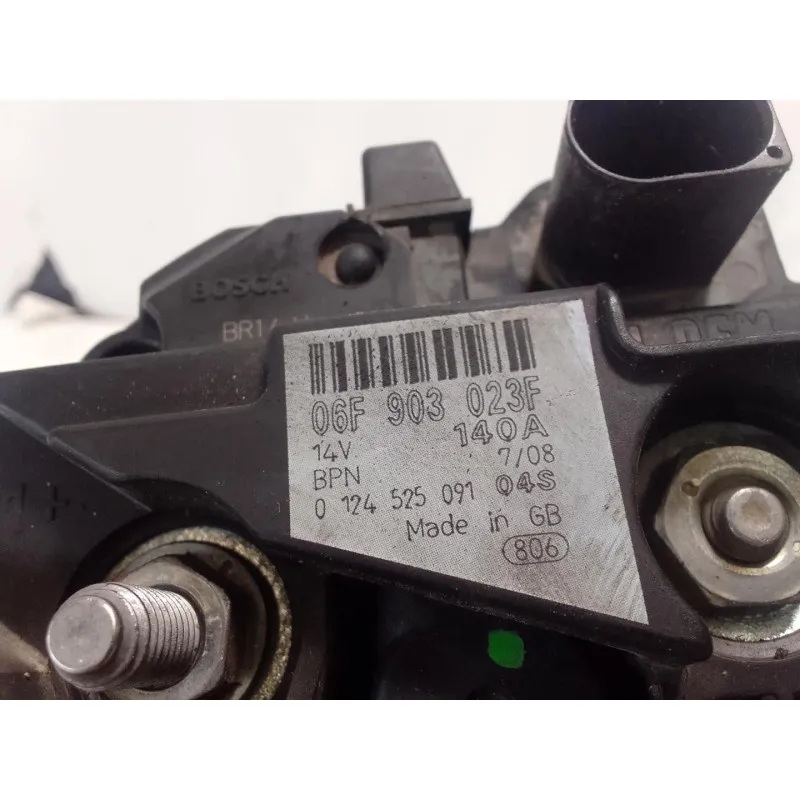 BOSCH
06F 903 023F
14V 140A
BPN 7/08
0 124 525 091 04S
Made in GB
806